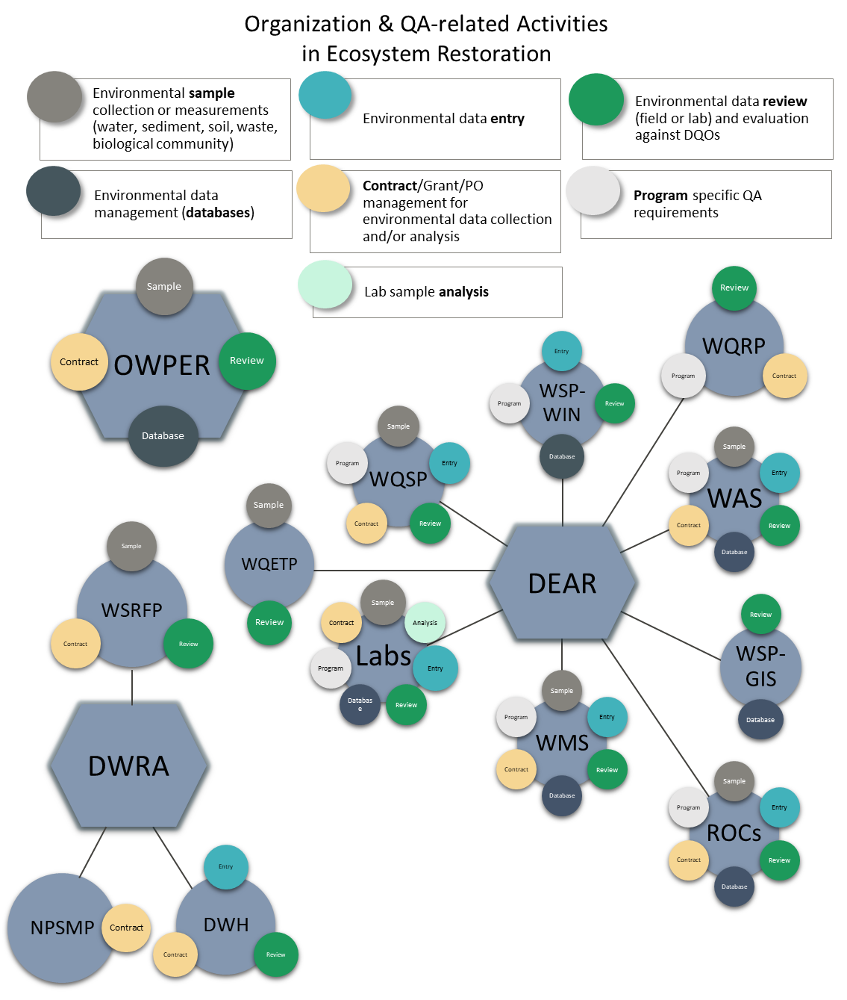 Organization & QA-related Activities
in Ecosystem Restoration
Environmental sample
collection or measurements
(water, sediment, soil, waste,
biological community)
Environmental data entry
Environmental data review
(field or lab) and evaluation
against DQOs
Environmental data
management (databases)
Contract/Grant/PO
management for
environmental data collection
and/or analysis
Program specific QA
requirements
Lab sample analysis
Sample
Contract
OWPER
Review
Database
Review
WQRP
Program
Contract
Entry
WSP-
WIN
Program
Review
Database
Sample
Program
Entry
WQSP
Contract
Review
Sample
Program
Entry
WAS
Contract
Review
Database
Sample
WQETP
Review
DEAR
Sample
WSRFP
Contract
Review
Sample
Contract
Analysis
Labs
Program
Entry
Databas
e
Review
Review
WSP-
GIS
Database
Sample
Program
Entry
WMS
Contract
Review
Database
DWRA
Sample
Program
Entry
ROCs
Contract
Review
Database
NPSMP
Contract
Entry
DWH
Contract
Review